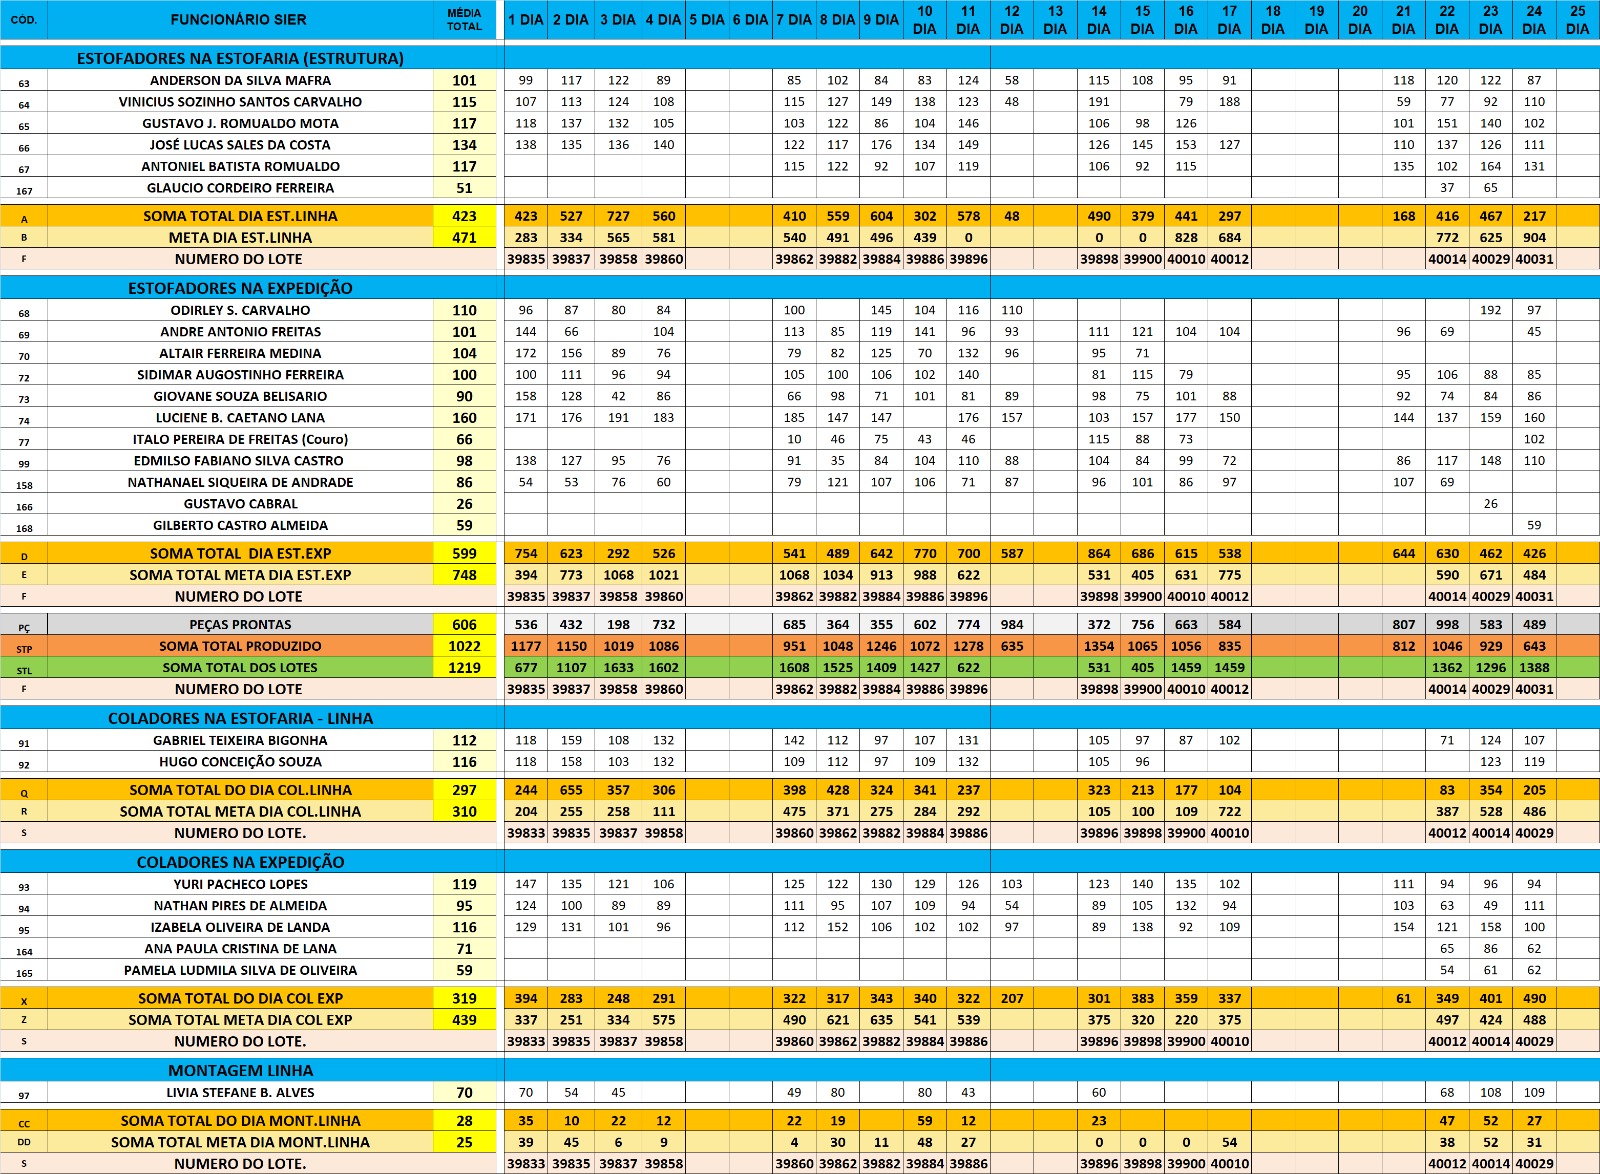 CÓD. FUNCIONÁRIO SIER MÉDIA TOTAL 1 DIA 2 DIA 3 DIA 4 DIA 5 DIA 6 DIA 7 DIA 8 DIA 9 DIA 10 DIA 11 DIA 12 DIA 13 DIA 14 DIA 15 DIA 16 DIA 17 DIA 18 DIA 19 DIA 20 DIA 21 DIA 22 DIA 23 DIA 24 DIA 25 DIA
ESTOFADORES NA ESTOFARIA (ESTRUTURA)
63 ANDERSON DA SILVA MAFRA 101 99 117 122 89 85 102 84 83 124 58 115 108 95 91 118 120 122 87
64 VINICIUS SOZINHO SANTOS CARVALHO 115 107 113 124 108 115 127 149 138 123 48 191 79 188 59 77 92 110
65 GUSTAVO J. ROMUALDO MOTA 117 118 137 132 105 103 122 86 104 146 106 98 126 101 151 140 102
66 JOSÉ LUCAS SALES DA COSTA 134 138 135 136 140 122 117 176 134 149 126 145 153 127 110 137 126 111
67 ANTONIEL BATISTA ROMUALDO 117 115 122 92 107 119 106 92 115 135 102 164 131
167 GLAUCIO CORDEIRO FERREIRA 51 37 65
A SOMA TOTAL DIA EST.LINHA 423 423 527 727 560 410 559 604 302 578 48 490 379 441 297 168 416 467 217
B META DIA EST.LINHA 471 283 334 565 581 540 491 496 439 0 0 0 828 684 772 625 904
F NUMERO DO LOTE 39835 39837 39858 39860 39862 39882 39884 39886 39896 39898 39900 40010 40012 40014 40029 40031
ESTOFADORES NA EXPEDIÇÃO
68 ODIRLEY S. CARVALHO 110 96 87 80 84 100 145 104 116 110 192 97
69 ANDRE ANTONIO FREITAS 101 144 66 104 113 85 119 141 96 93 111 121 104 104 96 69 45
70 ALTAIR FERREIRA MEDINA 104 172 156 89 76 79 82 125 70 132 96 95 71
72 SIDIMAR AUGOSTINHO FERREIRA 100 100 111 96 94 105 100 106 102 140 81 115 79 95 106 88 85
73 GIOVANE SOUZA BELISARIO 90 158 128 42 86 66 98 71 101 81 89 98 75 101 88 92 74 84 86
74 LUCIENE B. CAETANO LANA 160 171 176 191 183 185 147 147 176 157 103 157 177 150 144 137 159 160
77 ITALO PEREIRA DE FREITAS (Couro) 66 10 46 75 43 46 115 88 73 102
99 EDMILSO FABIANO SILVA CASTRO 98 138 127 95 76 91 35 84 104 110 88 104 84 99 72 86 117 148 110
158 NATHANAEL SIQUEIRA DE ANDRADE 86 54 53 76 60 79 121 107 106 71 87 96 101 86 97 107 69
166 GUSTAVO CABRAL 26 26
168 GILBERTO CASTRO ALMEIDA 59 59
D SOMA TOTAL DIA EST.EXP 599 754 623 292 526 541 489 642 770 700 587 864 686 615 538 644 630 462 426
E SOMA TOTAL META DIA EST.EXP 748 394 773 1068 1021 1068 1034 913 988 622 531 405 631 775 590 671 484
F NUMERO DO LOTE 39835 39837 39858 39860 39862 39882 39884 39886 39896 39898 39900 40010 40012 40014 40029 40031
PÇ PEÇAS PRONTAS 606 536 432 198 732 685 364 355 602 774 984 372 756 663 584 807 998 583 489
STP SOMA TOTAL PRODUZIDO 1022 1177 1150 1019 1086 951 1048 1246 1072 1278 635 1354 1065 1056 835 812 1046 929 643
STL SOMA TOTAL DOS LOTES 1219 677 1107 1633 1602 1608 1525 1409 1427 622 531 405 1459 1459 1362 1296 1388
F NUMERO DO LOTE 39835 39837 39858 39860 39862 39882 39884 39886 39896 39898 39900 40010 40012 40014 40029 40031
COLADORES NA ESTOFARIA - LINHA
91 GABRIEL TEIXEIRA BIGONHA 112 118 159 108 132 142 112 97 107 131 105 97 87 102 71 124 107
92 HUGO CONCEIÇÃO SOUZA 116 118 158 103 132 109 112 97 109 132 105 96 123 119
Q SOMA TOTAL DO DIA COL.LINHA 297 244 655 357 306 398 428 324 341 237 323 213 177 104 83 354 205
R SOMA TOTAL META DIA COL.LINHA 310 204 255 258 111 475 371 275 284 292 105 100 109 722 387 528 486
S NUMERO DO LOTE. 39833 39835 39837 39858 39860 39862 39882 39884 39886 39896 39898 39900 40010 40012 40014 40029
COLADORES NA EXPEDIÇÃO
93 YURI PACHECO LOPES 119 147 135 121 106 125 122 130 129 126 103 123 140 135 102 111 94 96 94
94 NATHAN PIRES DE ALMEIDA 95 124 100 89 89 111 95 107 109 94 54 89 105 132 94 103 63 49 111
95 IZABELA OLIVEIRA DE LANDA 116 129 131 101 96 112 152 106 102 102 97 89 138 92 109 154 121 158 100
164 ANA PAULA CRISTINA DE LANA 71 65 86 62
165 PAMELA LUDMILA SILVA DE OLIVEIRA 59 54 61 62
X SOMA TOTAL DO DIA COL EXP 319 394 283 248 291 322 317 343 340 322 207 301 383 359 337 61 349 401 490
Z SOMA TOTAL META DIA COL EXP 439 337 251 334 575 490 621 635 541 539 375 320 220 375 497 424 488
S NUMERO DO LOTE. 39833 39835 39837 39858 39860 39862 39882 39884 39886 39896 39898 39900 40010 40012 40014 40029
MONTAGEM LINHA
97 LIVIA STEFANE B. ALVES 70 70 54 45 49 80 80 43 60 68 108 109
CC SOMA TOTAL DO DIA MONT.LINHA 28 35 10 22 12 22 19 59 12 23 47 52 27
DD SOMA TOTAL META DIA MONT.LINHA 25 39 45 6 9 4 30 11 48 27 0 0 0 54 38 52 31
S NUMERO DO LOTE. 39833 39835 39837 39858 39860 39862 39882 39884 39886 39896 39898 39900 40010 40012 40014 40029